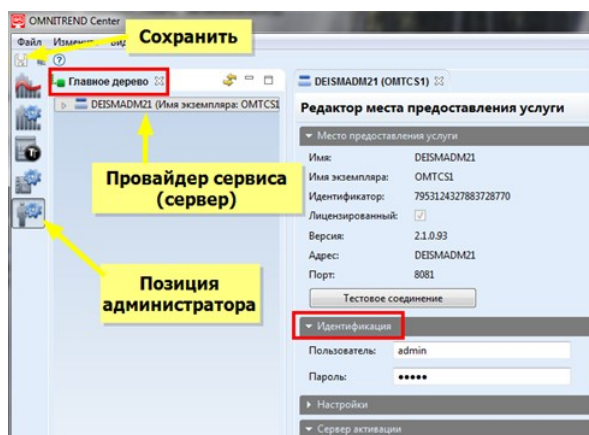 OMNITREND Center
Файл
Сохранить
Главное дерево
DEISMADM21 (Имя экземпляра: OMTCS1
Провайдер сервиса
(сервер)
Позиция
администратора
DEISMADM21 (OMTCS1)
Редактор места предоставления услуги
Место предоставления услуги
Имя: DEISMADM21
Имя экземпляра: OMTCS1
Идентификатор: 7953124327883728770
Лицензированный:
Версия: 2.1.0.93
Адрес: DEISMADM21
Порт: 8081
Тестовое соединение
Идентификация
Пользователь: admin
Пароль: •••••
Настройки
Сервер активации